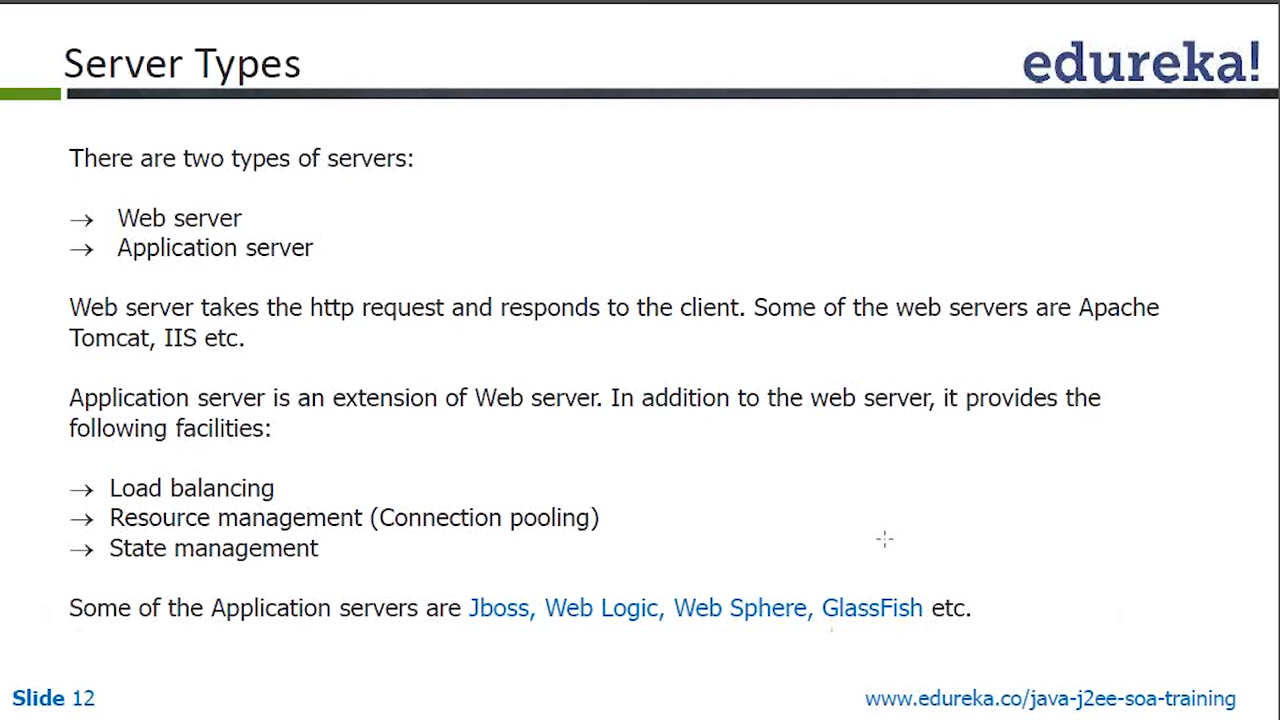 Server Types
edureka!
There are two types of servers:
→ Web server
→ Application server
Web server takes the http request and responds to the client. Some of the web servers are Apache
Tomcat, IIS etc.
Application server is an extension of Web server. In addition to the web server, it provides the
following facilities:
→ Load balancing
→ Resource management (Connection pooling)
→ State management
Some of the Application servers are Jboss, Web Logic, Web Sphere, GlassFish etc.
Slide 12
www.edureka.co/java-j2ee-soa-training